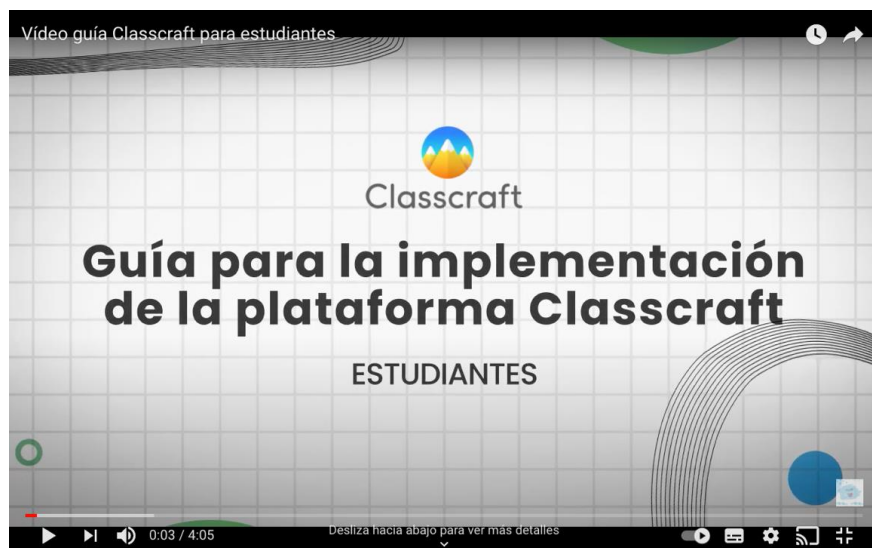 Vídeo guía Classcraft para estudiantes
Classcraft
Guía para la implementación
de la plataforma Classcraft
ESTUDIANTES
0:03 / 4:05
Desliza hacia abajo para ver más detalles